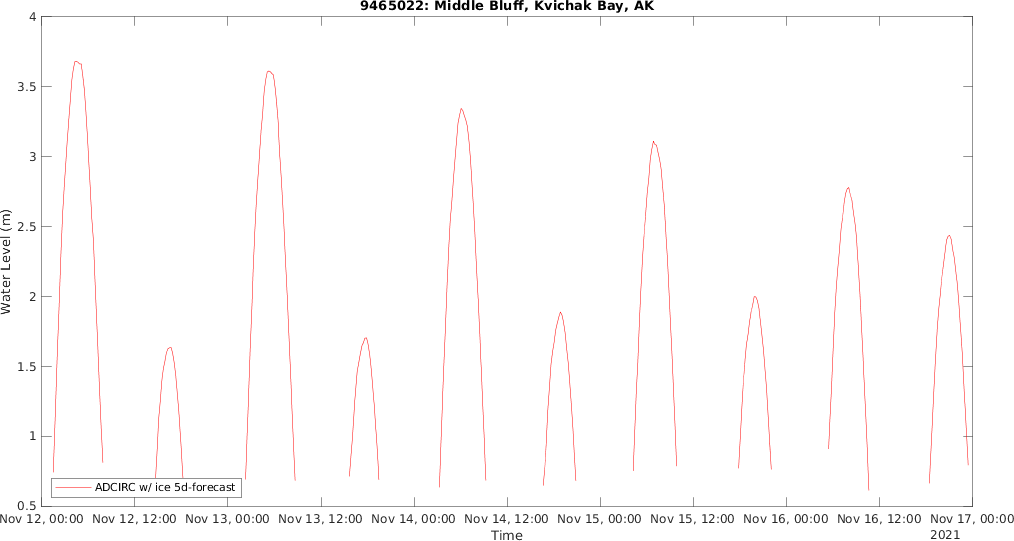 9465022: Middle Bluff, Kvichak Bay, AK
4
3.5
3
2.5
2
1.5
1
0.5
Water Level (m)
ADCIRC w/ ice 5d-forecast
Nov 12, 00:00 Nov 12, 12:00 Nov 13, 00:00 Nov 13, 12:00 Nov 14, 00:00 Nov 14, 12:00 Nov 15, 00:00 Nov 15, 12:00 Nov 16, 00:00 Nov 16, 12:00 Nov 17, 00:00
Time
2021